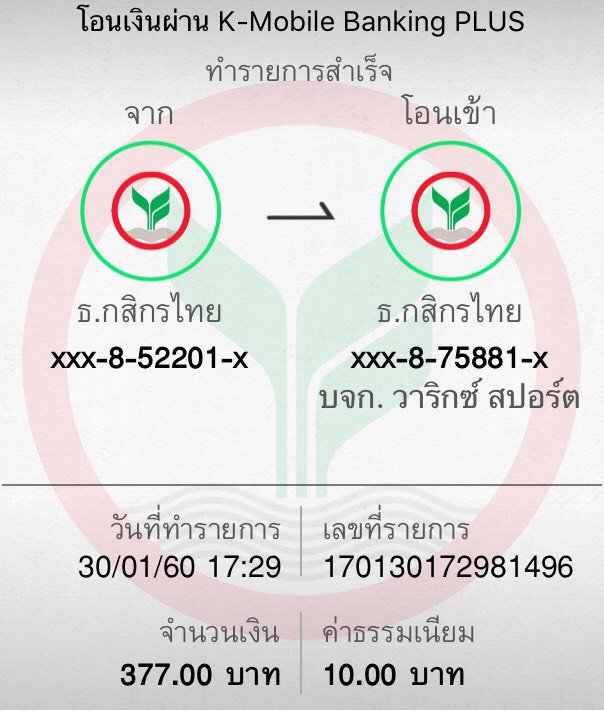 โอนเงินผ่าน K-Mobile Banking PLUS
ทำรายการสำเร็จ
จาก
โอนเข้า
ธ.กสิกรไทย
ธ.กสิกรไทย
xxx-8-52201-x
xxx-8-75881-x
บจก. วาริกซ์ สปอร์ต
วันที่ทำรายการ
เลขที่รายการ
30/01/60 17:29
170130172981496
จำนวนเงิน
ค่าธรรมเนียม
377.00 บาท
10.00 บาท